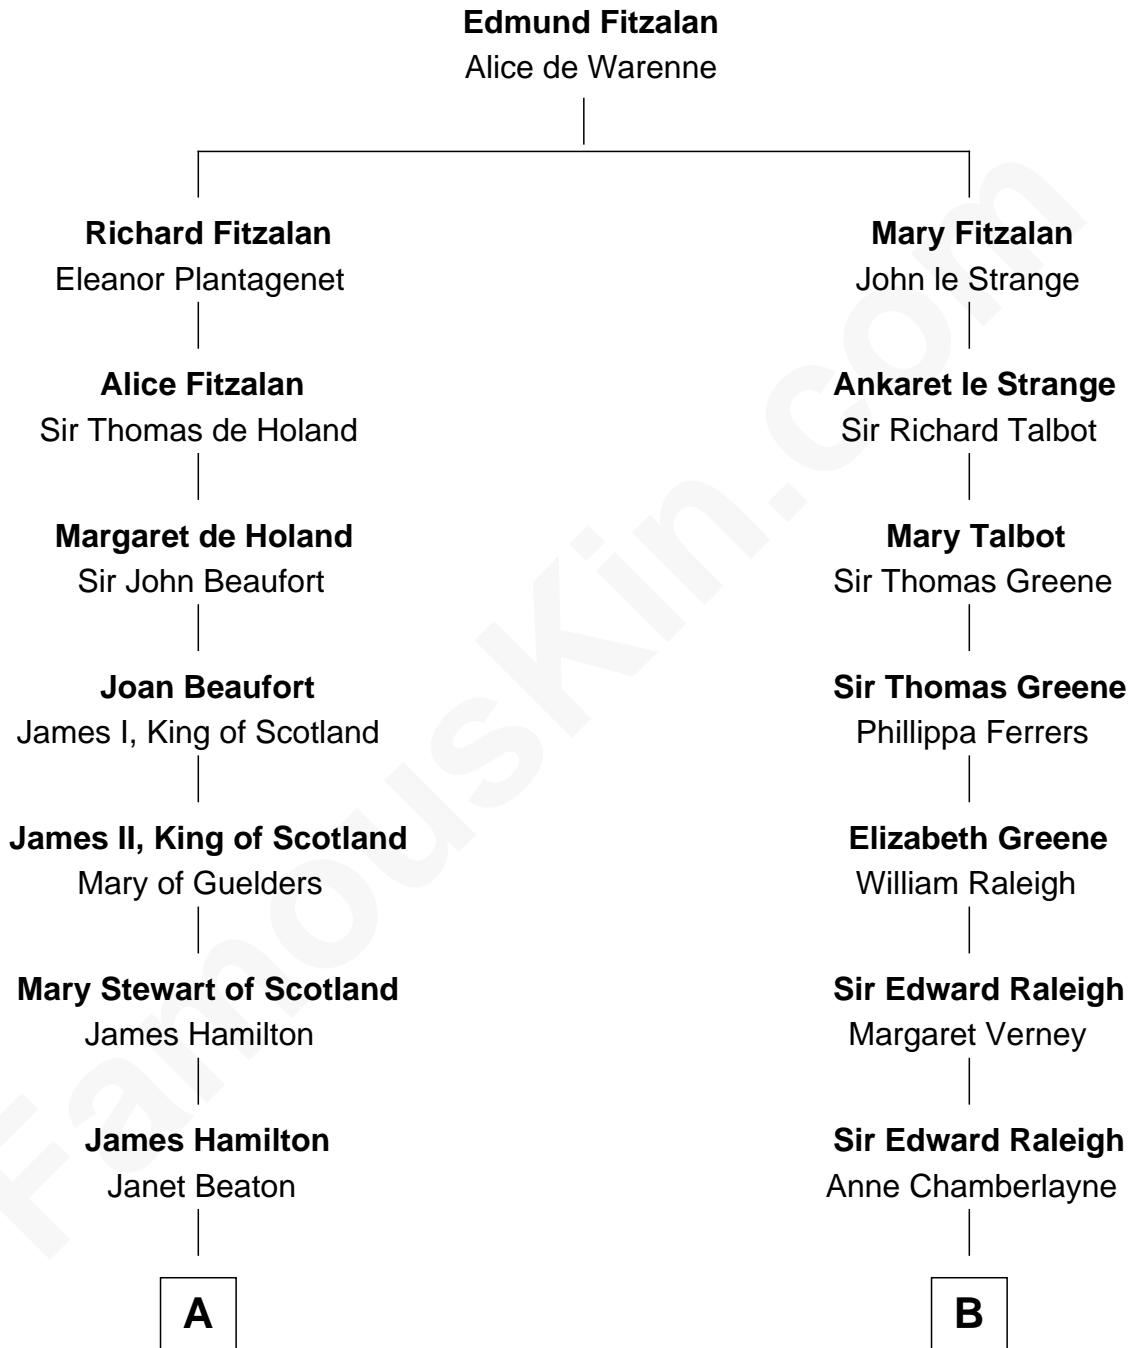 Edmund Fitzalan
Alice de Warenne
Richard Fitzalan
Eleanor Plantagenet
Mary Fitzalan
John le Strange
Alice Fitzalan
Sir Thomas de Holand
Ankaret le Strange
Sir Richard Talbot
Margaret de Holand
Sir John Beaufort
Mary Talbot
Sir Thomas Greene
Joan Beaufort
James I, King of Scotland
Sir Thomas Greene
Phillippa Ferrers
James II, King of Scotland
Mary of Guelders
Elizabeth Greene
William Raleigh
Mary Stewart of Scotland
James Hamilton
Sir Edward Raleigh
Margaret Verney
James Hamilton
Janet Beaton
Sir Edward Raleigh
Anne Chamberlayne
A
B
FamousKin.com